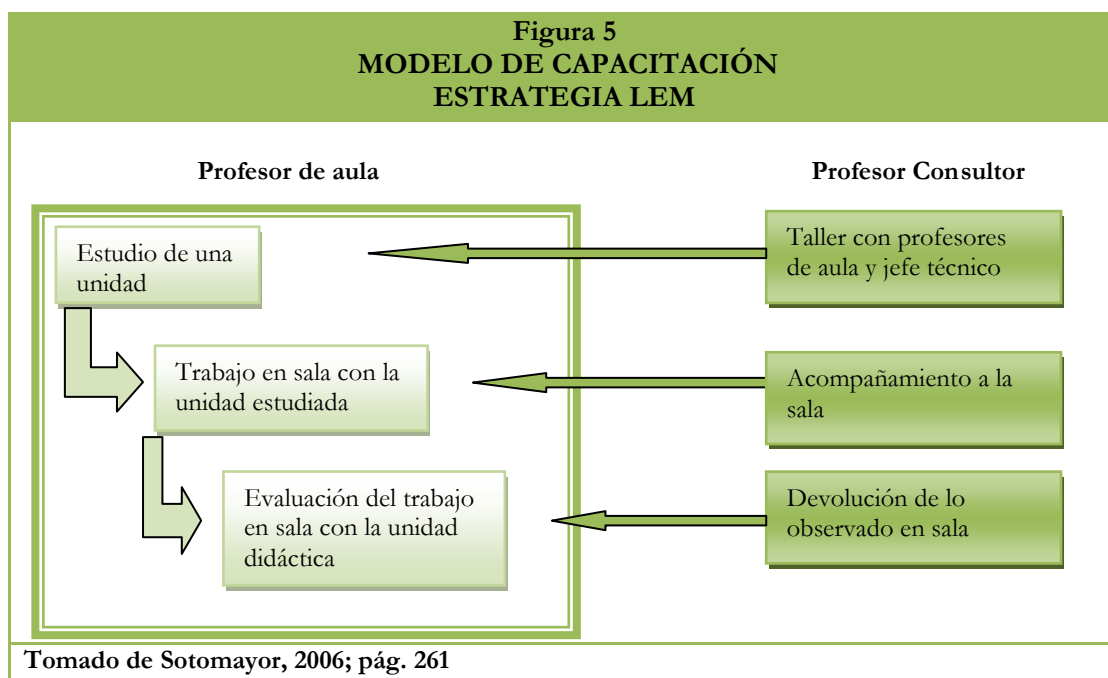 Figura 5
MODELO DE CAPACITACIÓN
ESTRATEGIA LEM
Profesor de aula
Profesor Consultor
Estudio de una
unidad
Taller con profesores
de aula y jefe técnico
Trabajo en sala con la
unidad estudiada
Acompañamiento a la
sala
Evaluación del trabajo
en sala con la unidad
didáctica
Devolución de lo
observado en sala
Tomado de Sotomayor, 2006; pág. 261